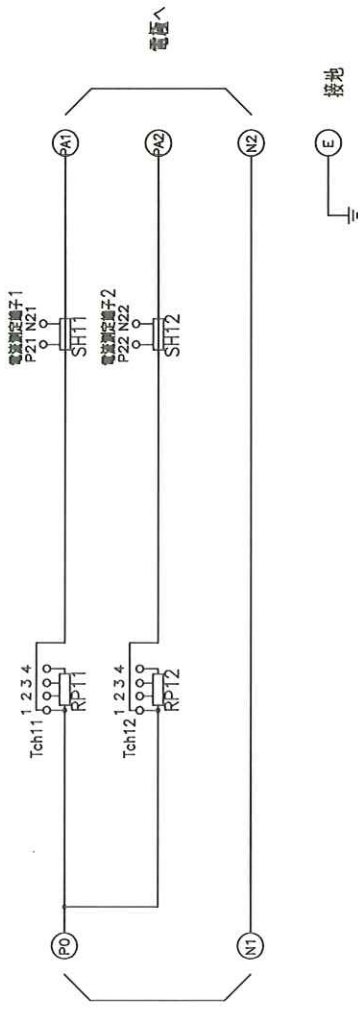 電流測定端子1
P21 N21
SH11
PA1
電極へ
Tch11
1 2 3 4
RP11
P0
電流測定端子2
P22 N22
SH12
PA2
Tch12
1 2 3 4
RP12
N1
N2
E
接地